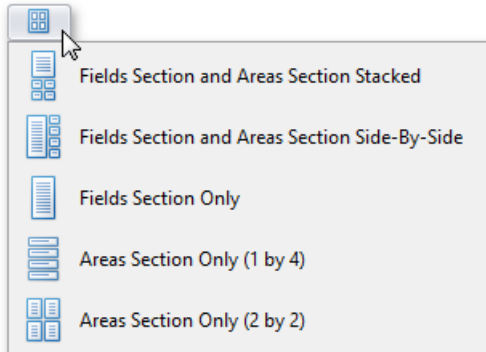 Fields Section and Areas Section Stacked
Fields Section and Areas Section Side-By-Side
Fields Section Only
Areas Section Only (1 by 4)
Areas Section Only (2 by 2)